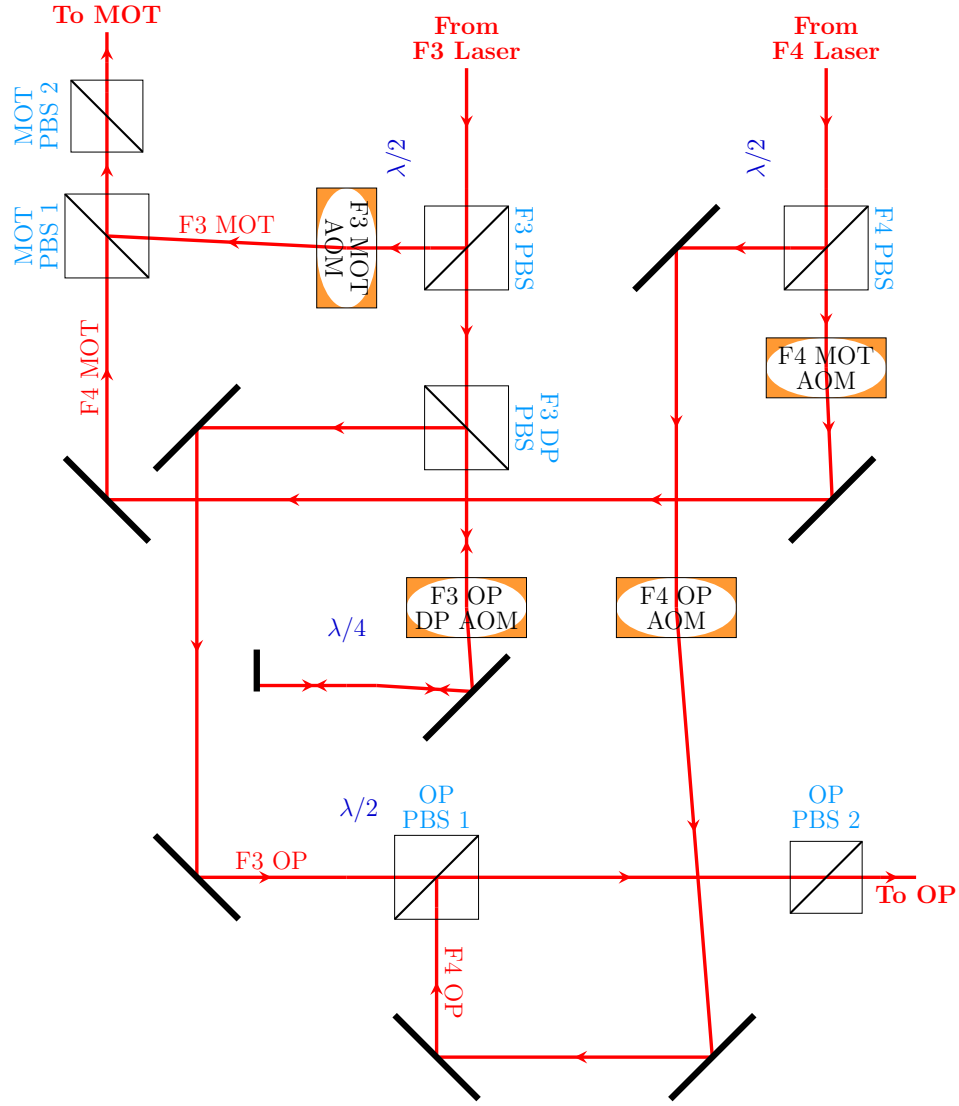 To MOT
From
F3 Laser
From
F4 Laser
MOT
PBS 2
λ/2
λ/2
MOT
PBS 1
F3 MOT
F3 MOT
AOM
F3 PBS
F4 PBS
F4 MOT
F4 MOT
AOM
F3 DP
PBS
F3 OP
DP AOM
F4 OP
AOM
λ/4
λ/2
OP
PBS 1
OP
PBS 2
F3 OP
To OP
F4 OP